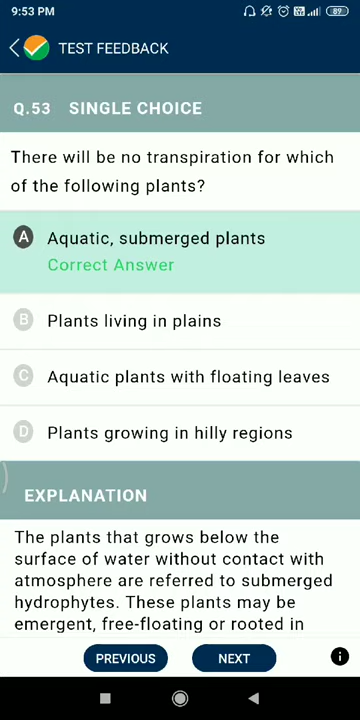 9:53 PM
89
TEST FEEDBACK
Q.53 SINGLE CHOICE
There will be no transpiration for which
of the following plants?
A Aquatic, submerged plants
Correct Answer
B Plants living in plains
C Aquatic plants with floating leaves
D Plants growing in hilly regions
EXPLANATION
The plants that grows below the
surface of water without contact with
atmosphere are referred to submerged
hydrophytes. These plants may be
emergent, free-floating or rooted in
PREVIOUS NEXT